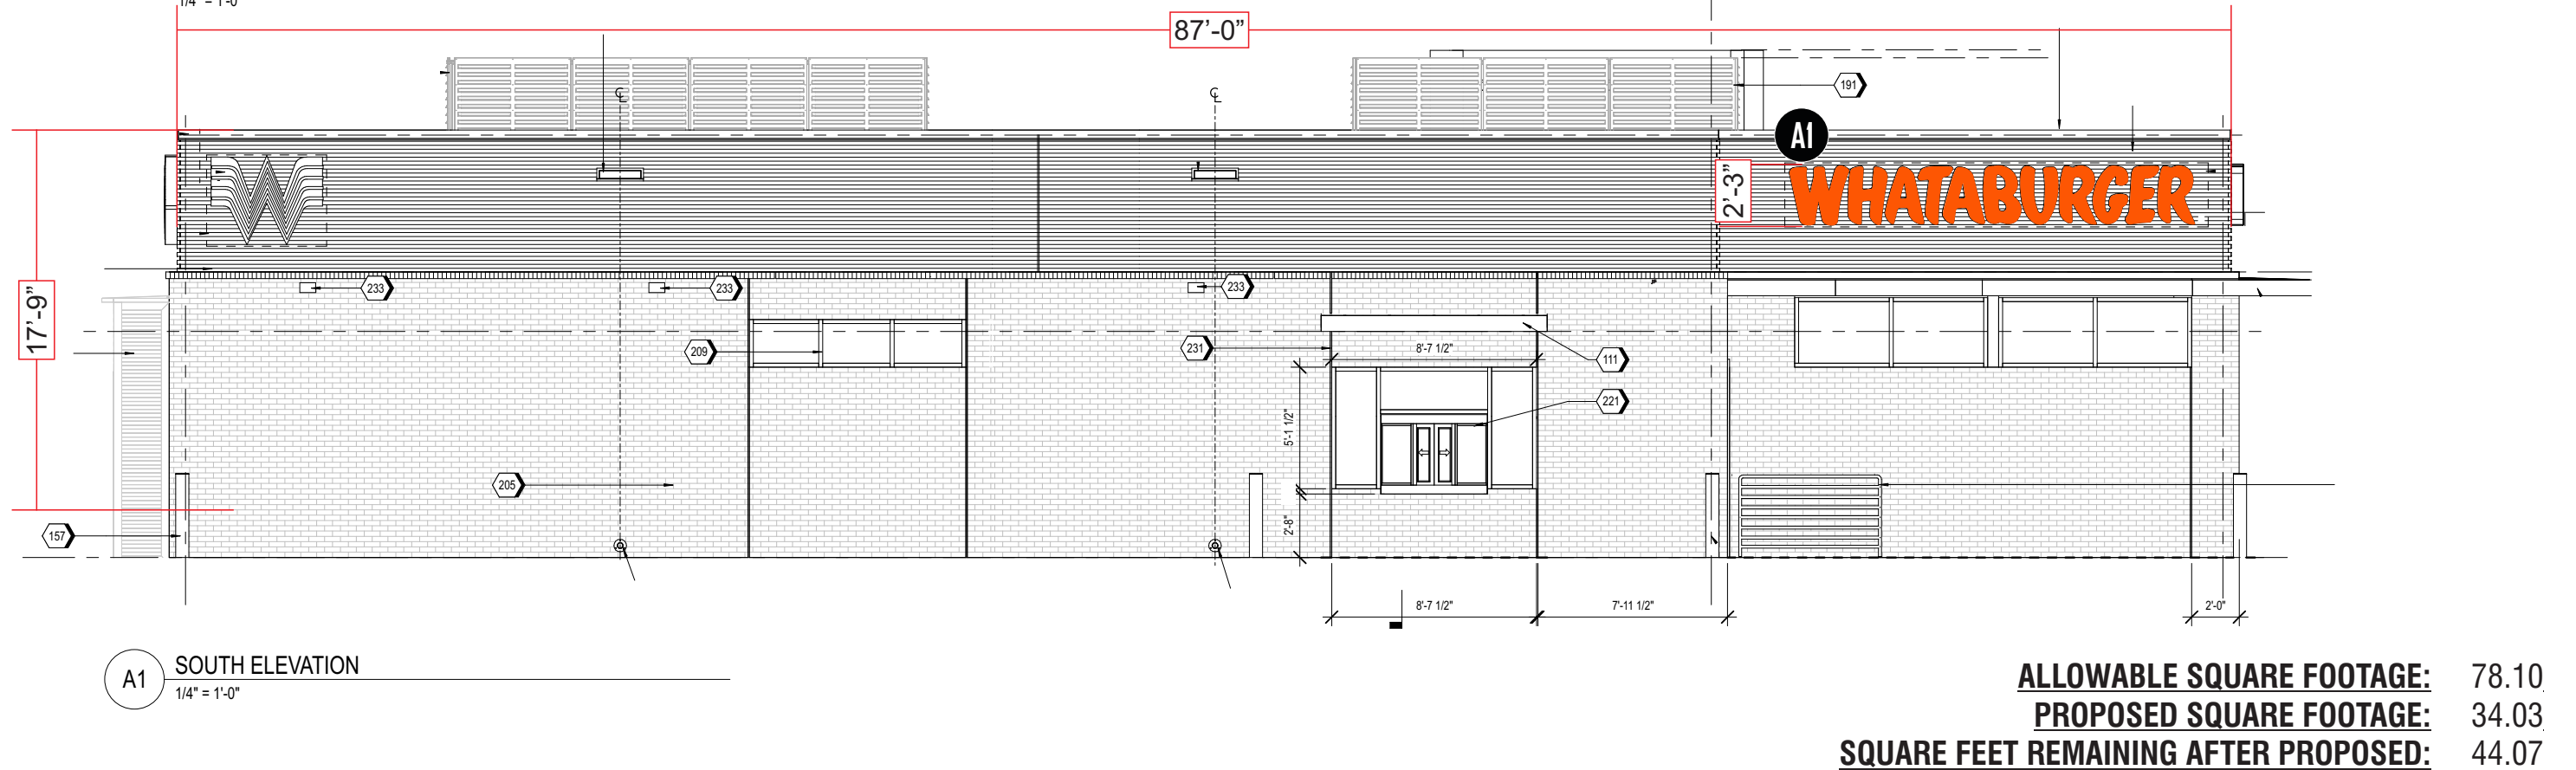 1/4" = 1'-0"
87’-0”
191
A1
2’-3”
WHATABURGER
W
17’-9”
233
233
233
209
231
8'-7 1/2"
111
221
5'-1 1/2"
205
2'-8"
157
8'-7 1/2"
7'-11 1/2"
2'-0"
A1
SOUTH ELEVATION
1/4" = 1'-0"
ALLOWABLE SQUARE FOOTAGE: 78.10
PROPOSED SQUARE FOOTAGE: 34.03
SQUARE FEET REMAINING AFTER PROPOSED: 44.07